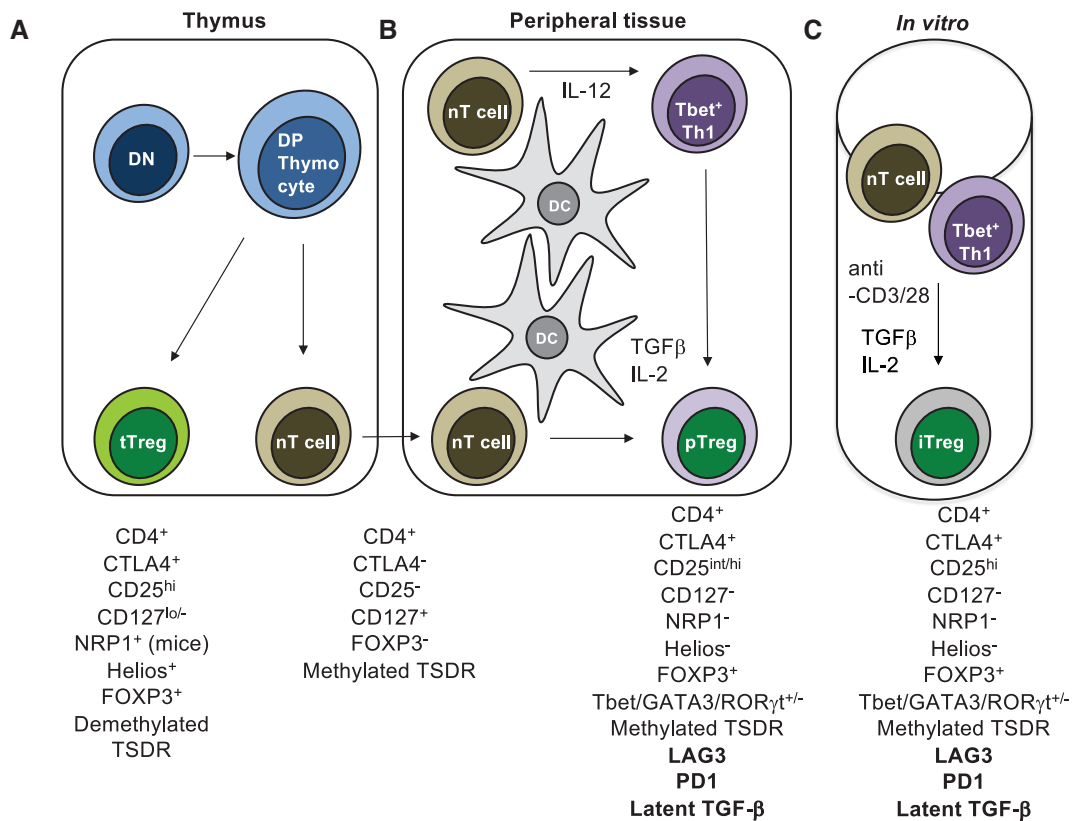 A
Thymus
DN
DP
Thymo
cyte
tTreg
nT cell
CD4⁺
CTLA4⁺
CD25ʰⁱ
CD127ˡᵒ/⁻
NRP1⁺ (mice)
Helios⁺
FOXP3⁺
Demethylated
TSDR
CD4⁺
CTLA4⁻
CD25⁻
CD127⁺
FOXP3⁻
Methylated TSDR
B
Peripheral tissue
nT cell
IL-12
Tbet⁺
Th1
DC
DC
TGFβ
IL-2
nT cell
pTreg
CD4⁺
CTLA4⁺
CD25ⁱⁿᵗ/ʰⁱ
CD127⁻
NRP1⁻
Helios⁻
FOXP3⁺
Tbet/GATA3/RORγt⁺/⁻
Methylated TSDR
LAG3
PD1
Latent TGF-β
C
In vitro
nT cell
Tbet⁺
Th1
anti
-CD3/28
TGFβ
IL-2
iTreg
CD4⁺
CTLA4⁺
CD25ʰⁱ
CD127⁻
NRP1⁻
Helios⁻
FOXP3⁺
Tbet/GATA3/RORγt⁺/⁻
Methylated TSDR
LAG3
PD1
Latent TGF-β